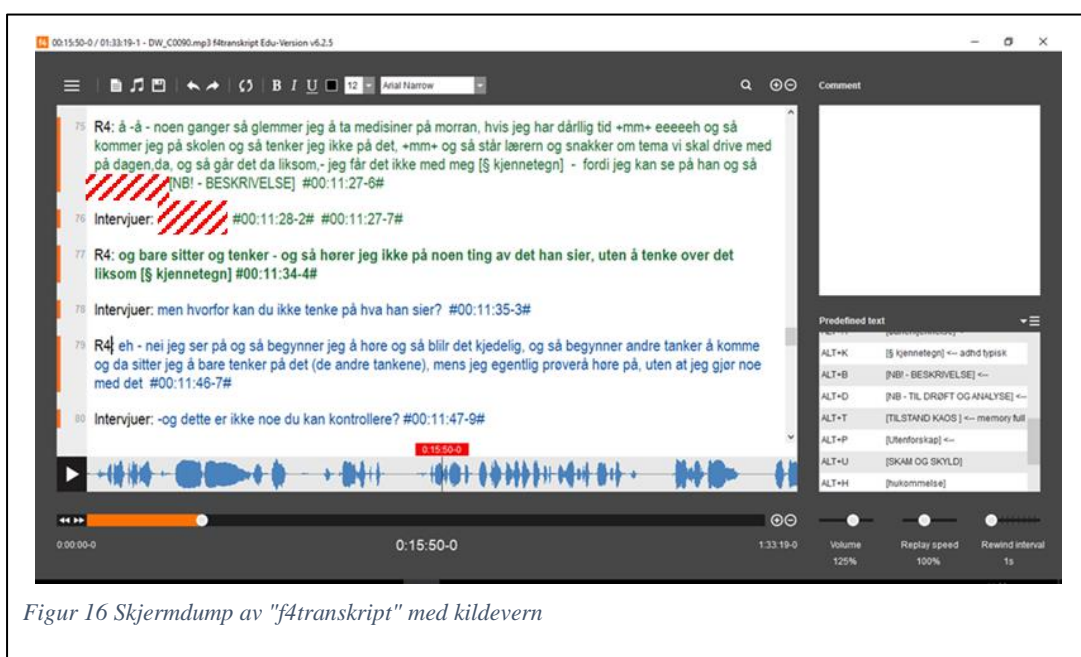 00:15:50-0 / 01:33:19-1 - DW_C0090.mp3 f4transkript Edu-Version v6.2.5
B I U 12 Arial Narrow
Comment
75 R4: å -å - noen ganger så glemmer jeg å ta medisiner på morran, hvis jeg har dårllig tid +mm+ eeeeeh og så
kommer jeg på skolen og så tenker jeg ikke på det, +mm+ og så står lærern og snakker om tema vi skal drive med
på dagen,da, og så går det da liksom,- jeg får det ikke med meg [§ kjennetegn] - fordi jeg kan se på han og så
[NB! - BESKRIVELSE] #00:11:27-6#
76 Intervjuer: #00:11:28-2# #00:11:27-7#
77 R4: og bare sitter og tenker - og så hører jeg ikke på noen ting av det han sier, uten å tenke over det
liksom [§ kjennetegn] #00:11:34-4#
78 Intervjuer: men hvorfor kan du ikke tenke på hva han sier? #00:11:35-3#
79 R4: eh - nei jeg ser på og så begynner jeg å høre og så blilr det kjedelig, og så begynner andre tanker å komme
og da sitter jeg å bare tenker på det (de andre tankene), mens jeg egentlig prøverå høre på, uten at jeg gjør noe
med det #00:11:46-7#
80 Intervjuer: -og dette er ikke noe du kan kontrollere? #00:11:47-9#
Predefined text
ALT+K [§ kjennetegn] <-- adhd typisk
ALT+B [NB! - BESKRIVELSE] <--
ALT+D [NB - TIL DRØFT OG ANALYSE] <--
ALT+T [TILSTAND KAOS ] <-- memory full
ALT+P [Utenforskap] <--
ALT+U [SKAM OG SKYLD]
ALT+H [hukommelse]
0:15:50-0
0:00:00-0 0:15:50-0 1:33:19-0
Volume Replay speed Rewind interval
125% 100% 1s
Figur 16 Skjermdump av "f4transkript" med kildevern